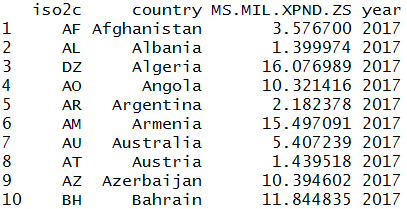 iso2c country MS.MIL.XPND.ZS year
1 AF Afghanistan 3.576700 2017
2 AL Albania 1.399974 2017
3 DZ Algeria 16.076989 2017
4 AO Angola 10.321416 2017
5 AR Argentina 2.182378 2017
6 AM Armenia 15.497091 2017
7 AU Australia 5.407239 2017
8 AT Austria 1.439518 2017
9 AZ Azerbaijan 10.394602 2017
10 BH Bahrain 11.844835 2017